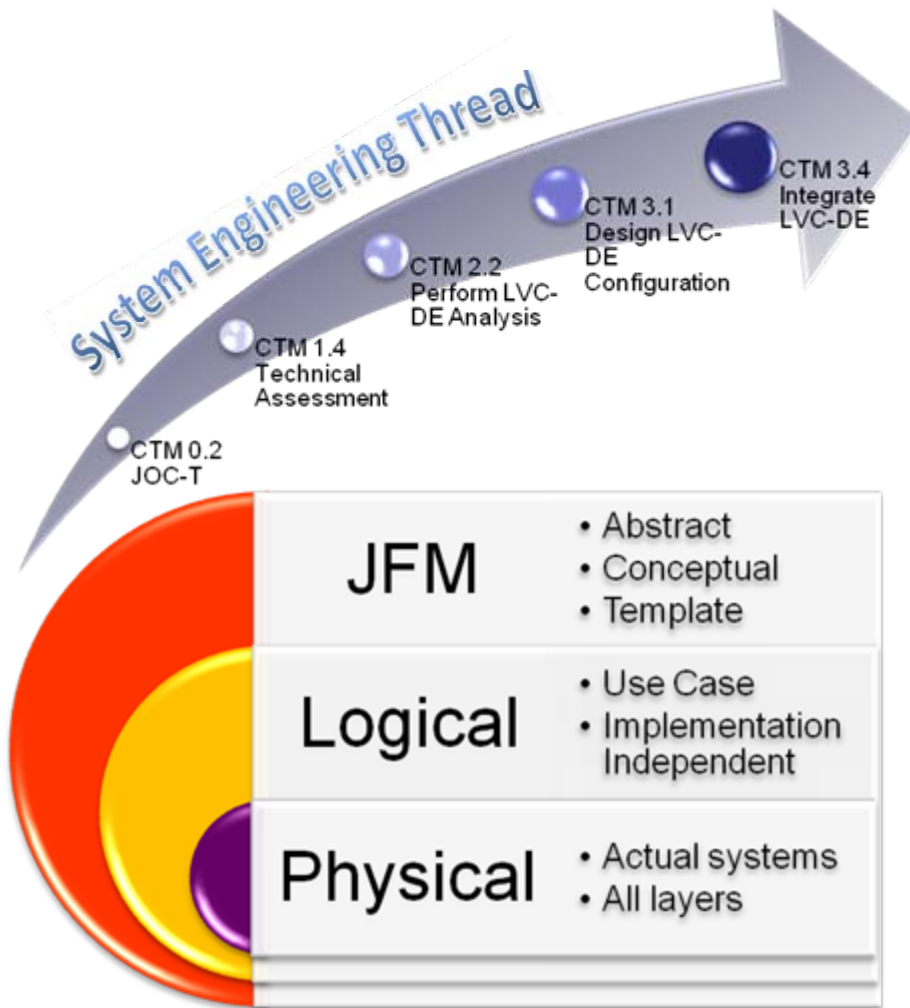 System Engineering Thread
CTM 3.4
Integrate
LVC-DE
CTM 3.1
Design LVC-
DE
Configuration
CTM 2.2
Perform LVC-
DE Analysis
CTM 1.4
Technical
Assessment
CTM 0.2
JOC-T
JFM
• Abstract
• Conceptual
• Template
Logical
• Use Case
• Implementation
Independent
Physical
• Actual systems
• All layers